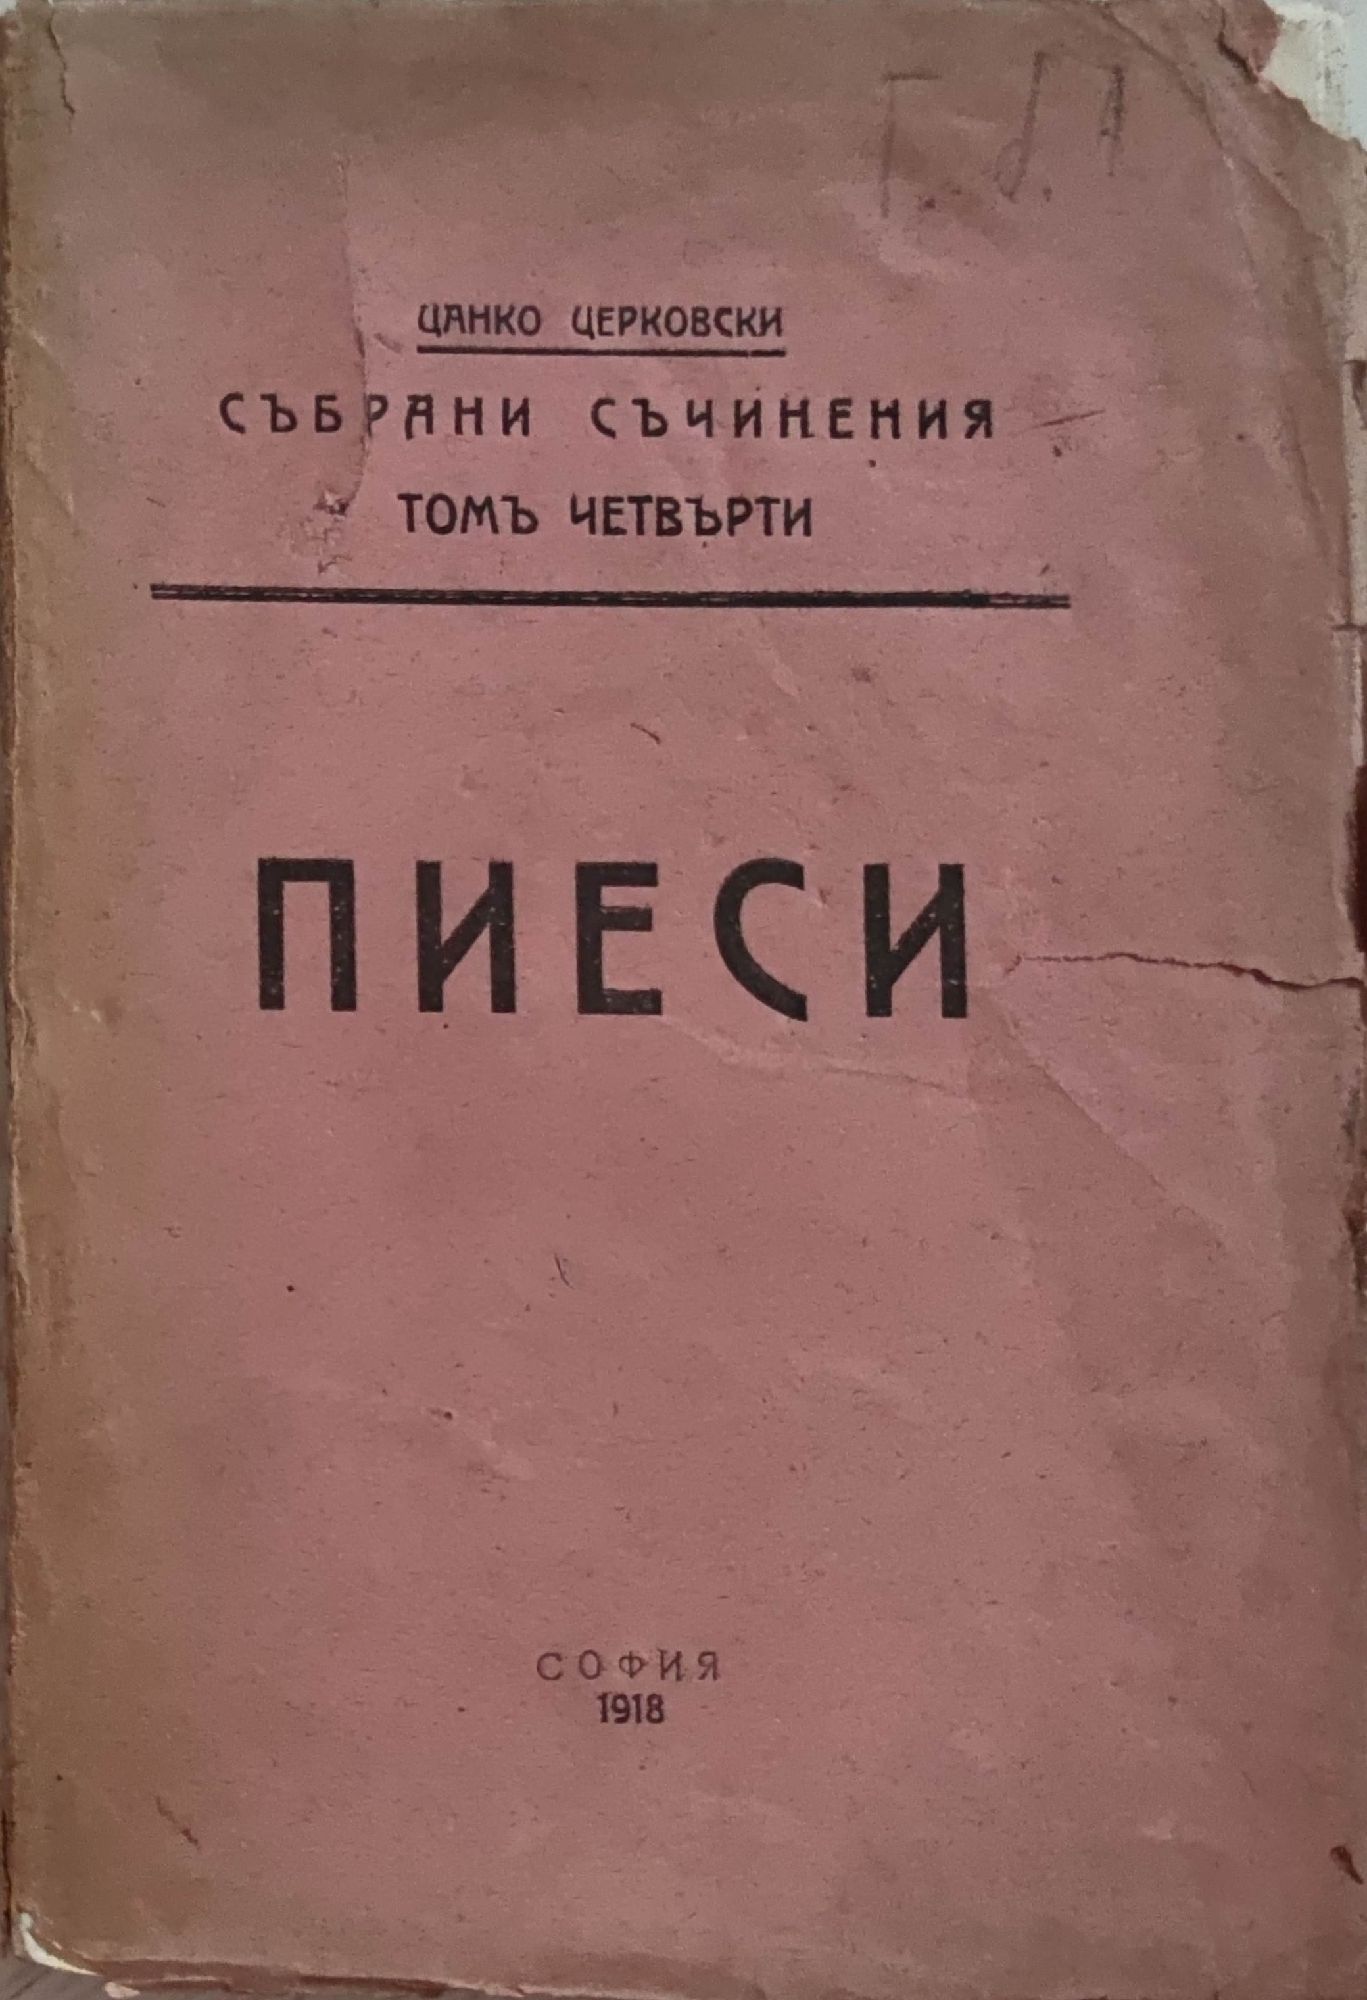 ЦАНКО ЦЕРКОВСКИ
СЪБРАНИ СЪЧИНЕНИЯ
ТОМЪ ЧЕТВЪРТИ
ПИЕСИ
СОФИЯ
1918